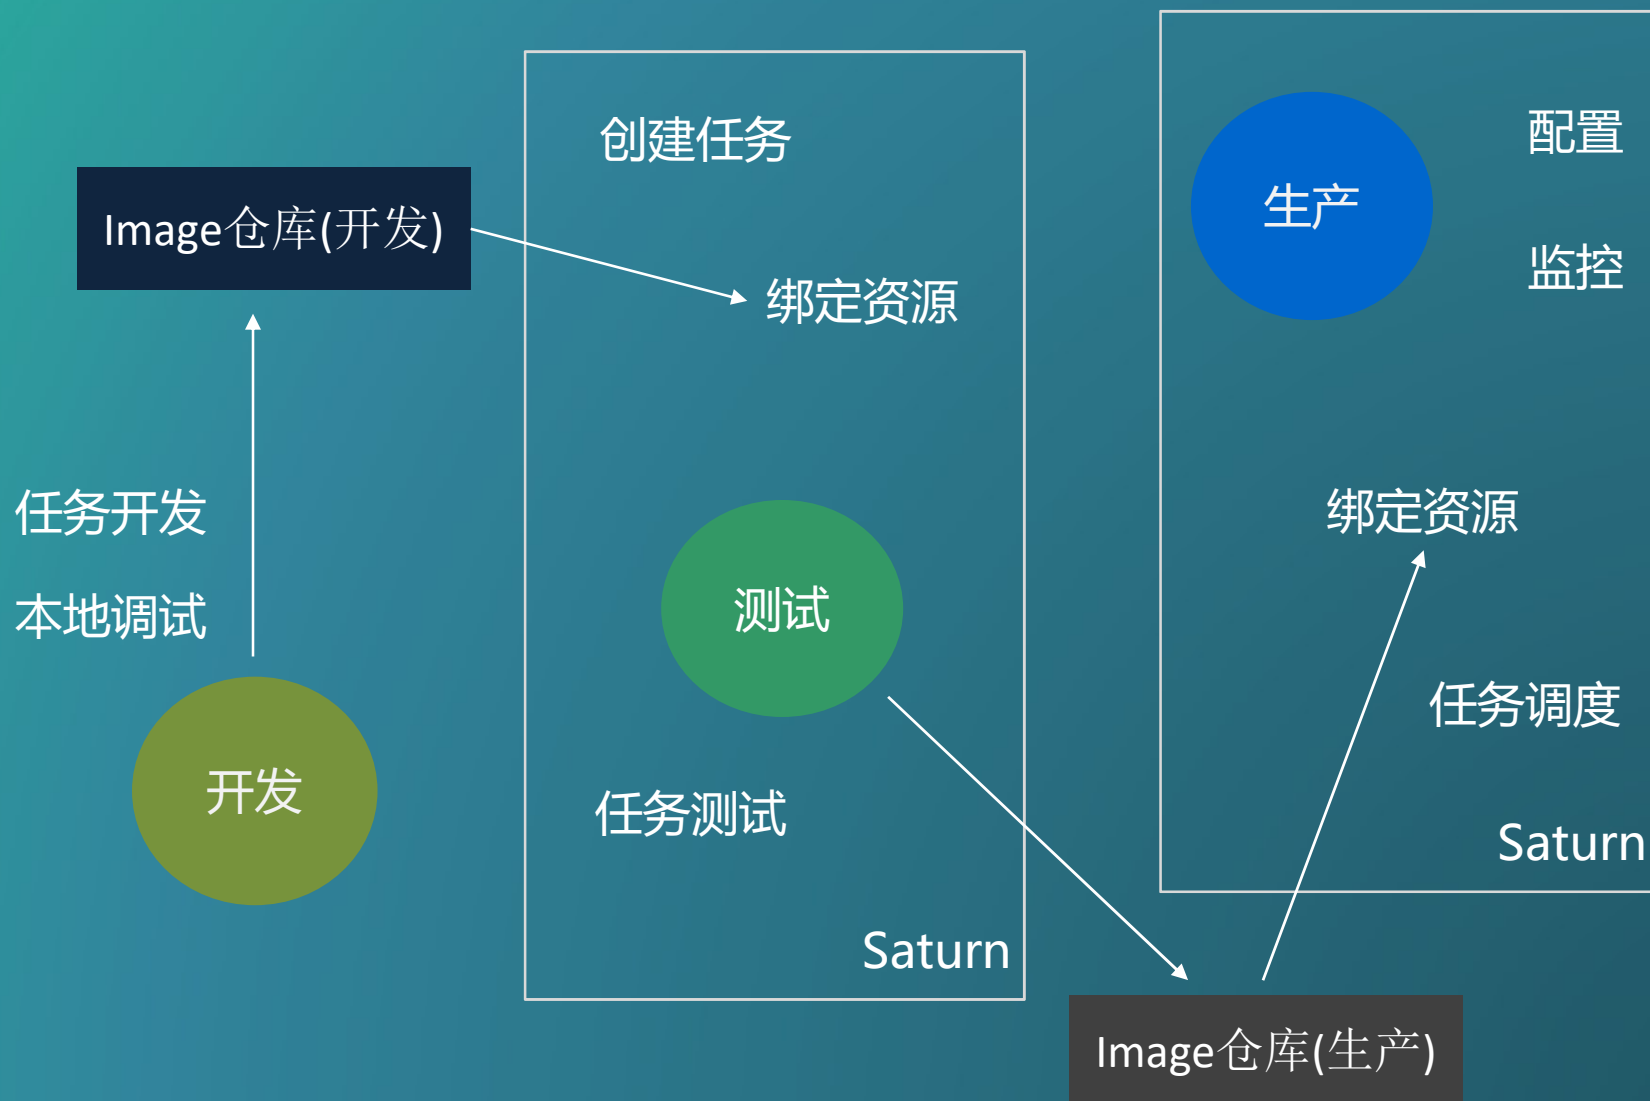 Image仓库(开发)
任务开发
本地调试
开发
创建任务
绑定资源
测试
任务测试
Saturn
生产
配置
监控
绑定资源
任务调度
Saturn
Image仓库(生产)